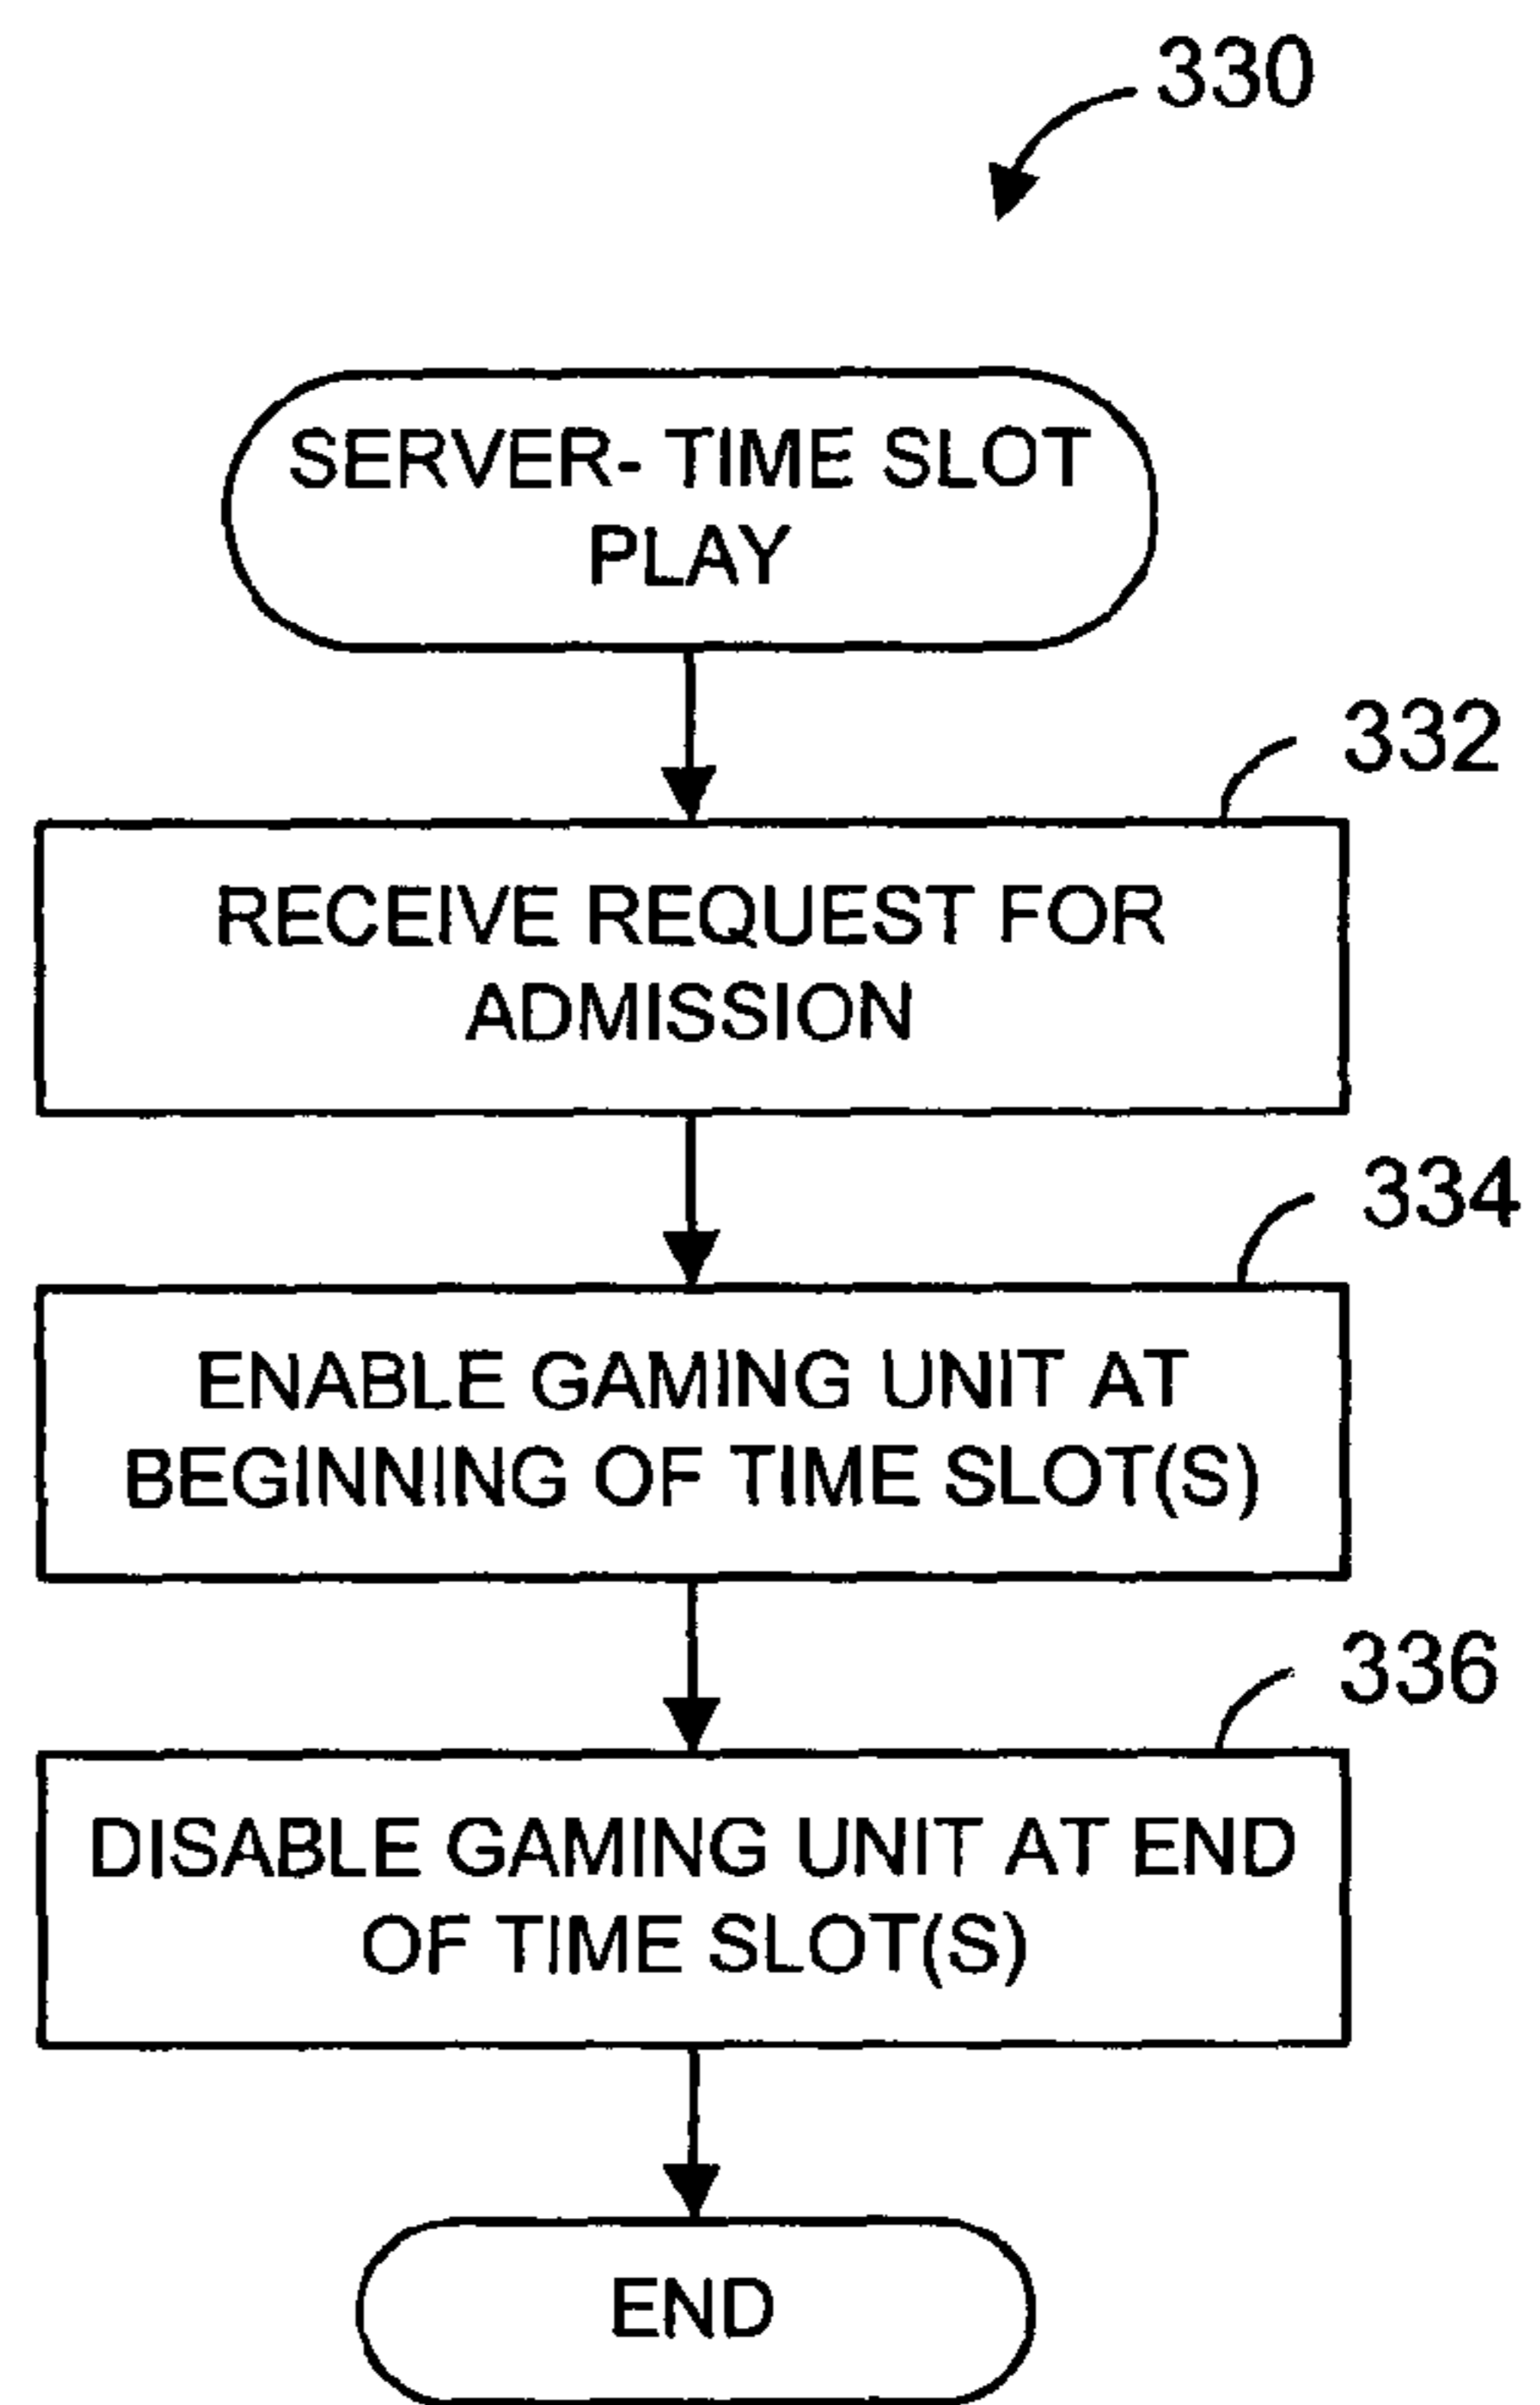 330
SERVER- TIME SLOT
PLAY
332
RECEIVE REQUEST FOR
ADMISSION
334
ENABLE GAMING UNIT AT
BEGINNING OF TIME SLOT(S)
336
DISABLE GAMING UNIT AT END
OF TIME SLOT(S)
END